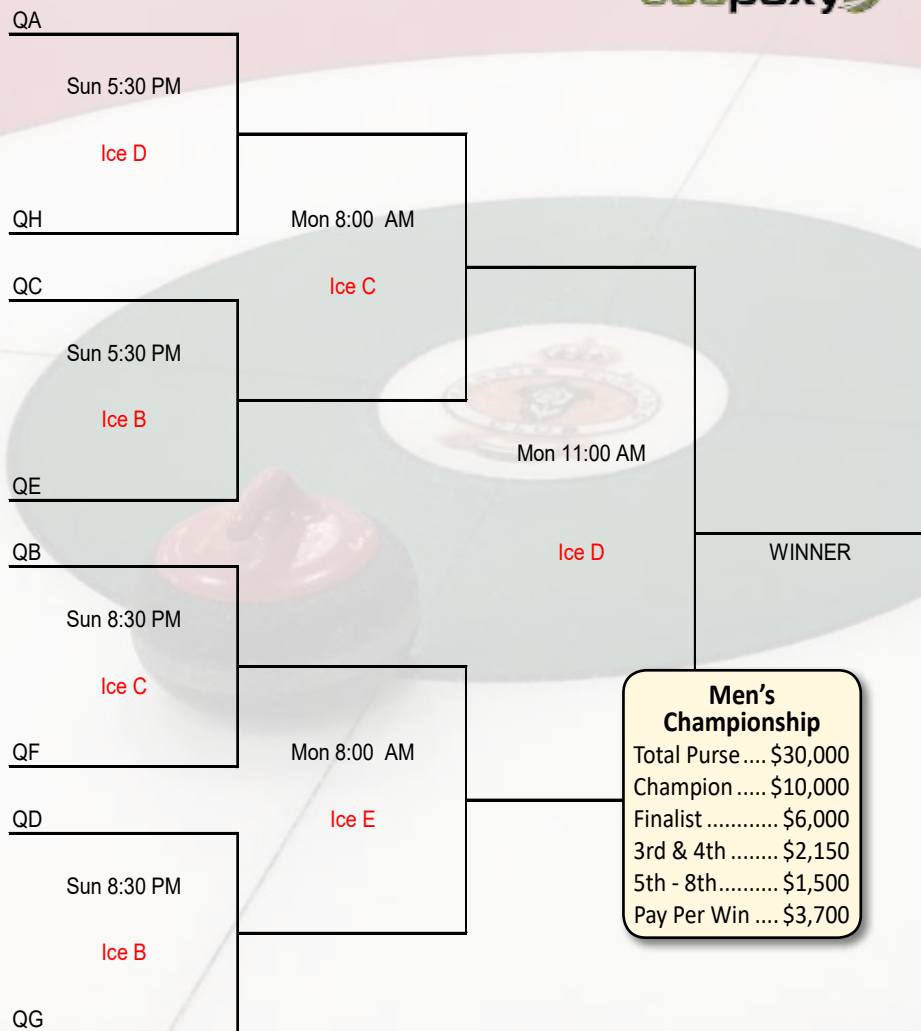 QA
Sun 5:30 PM
Ice D
QH
Mon 8:00 AM
Ice C
QC
Sun 5:30 PM
Ice B
QE
Mon 11:00 AM
Ice D
WINNER
QB
Sun 8:30 PM
Ice C
QF
Mon 8:00 AM
Ice E
QD
Sun 8:30 PM
Ice B
QG
Men's
Championship
Total Purse .... $30,000
Champion ..... $10,000
Finalist ............ $6,000
3rd & 4th ........ $2,150
5th - 8th.......... $1,500
Pay Per Win .... $3,700